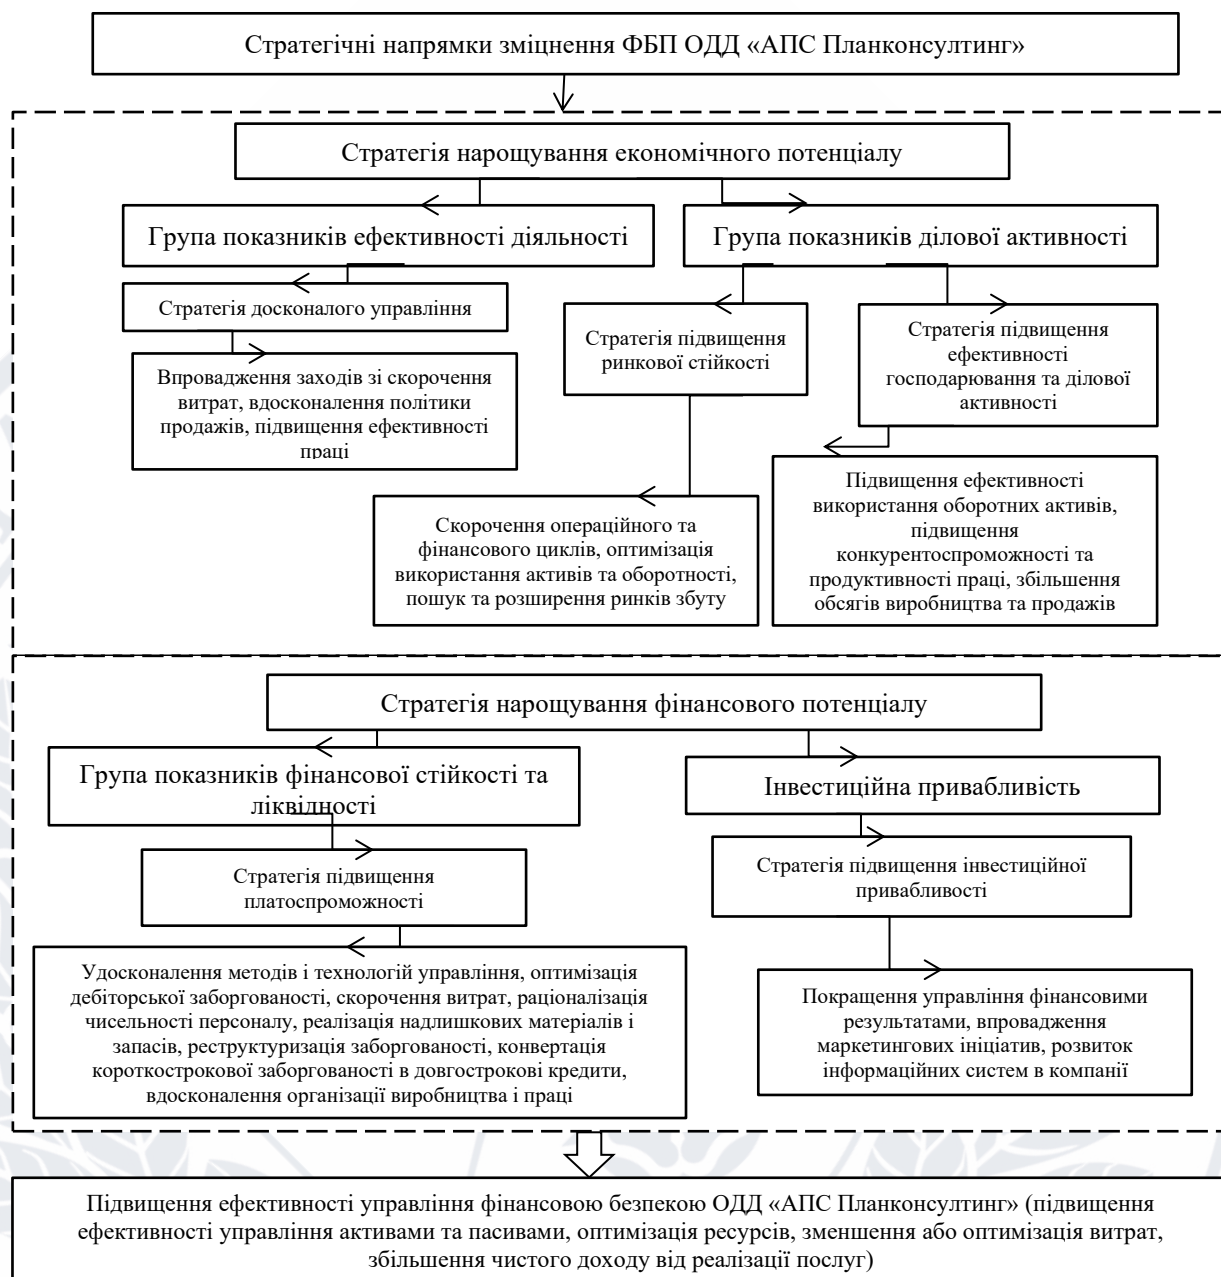 Стратегічні напрямки зміцнення ФБП ОДД «АПС Планконсултинг»
Стратегія нарощування економічного потенціалу
Група показників ефективності діяльності
Група показників ділової активності
Стратегія досконалого управління
Стратегія підвищення
ринкової стійкості
Стратегія підвищення
ефективності
господарювання та ділової
активності
Впровадження заходів зі скорочення
витрат, вдосконалення політики
продажів, підвищення ефективності
праці
Скорочення операційного та
фінансового циклів, оптимізація
використання активів та оборотності,
пошук та розширення ринків збуту
Підвищення ефективності
використання оборотних активів,
підвищення
конкурентоспроможності та
продуктивності праці, збільшення
обсягів виробництва та продажів
Стратегія нарощування фінансового потенціалу
Група показників фінансової стійкості та
ліквідності
Інвестиційна привабливість
Стратегія підвищення
платоспроможності
Стратегія підвищення інвестиційної
привабливості
Удосконалення методів і технологій управління, оптимізація
дебіторської заборгованості, скорочення витрат, раціоналізація
чисельності персоналу, реалізація надлишкових матеріалів і
запасів, реструктуризація заборгованості, конвертація
короткострокової заборгованості в довгострокові кредити,
вдосконалення організації виробництва і праці
Покращення управління фінансовими
результатами, впровадження
маркетингових ініціатив, розвиток
інформаційних систем в компанії
Підвищення ефективності управління фінансовою безпекою ОДД «АПС Планконсултинг» (підвищення
ефективності управління активами та пасивами, оптимізація ресурсів, зменшення або оптимізація витрат,
збільшення чистого доходу від реалізації послуг)